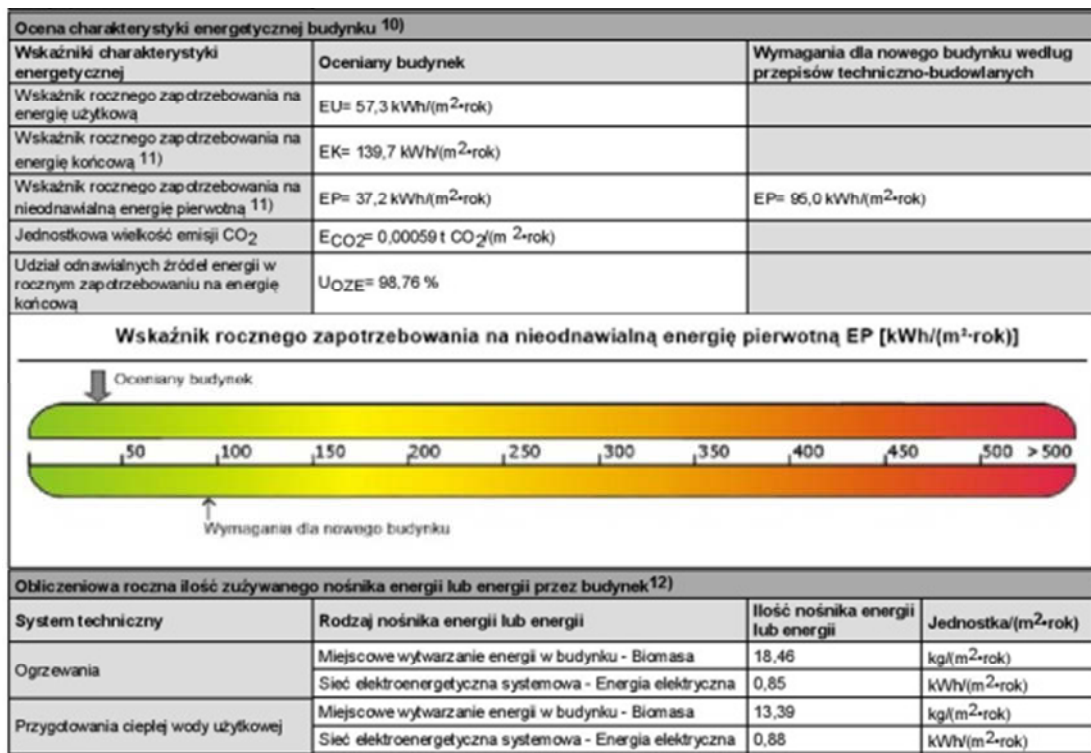 Ocena charakterystyki energetycznej budynku 10)
Wskaźniki charakterystyki energetycznej
Oceniany budynek
Wymagania dla nowego budynku według przepisów techniczno-budowlanych
Wskaźnik rocznego zapotrzebowania na energię użytkową
EU= 57,3 kWh/(m2•rok)
Wskaźnik rocznego zapotrzebowania na energię końcową 11)
EK= 139,7 kWh/(m2•rok)
Wskaźnik rocznego zapotrzebowania na nieodnawialną energię pierwotną 11)
EP= 37,2 kWh/(m2•rok)
EP= 95,0 kWh/(m2•rok)
Jednostkowa wielkość emisji CO2
ECO2= 0,00059 t CO2/(m 2•rok)
Udział odnawialnych źródeł energii w rocznym zapotrzebowaniu na energię końcową
UOZE= 98,76 %
Wskaźnik rocznego zapotrzebowania na nieodnawialną energię pierwotną EP [kWh/(m²·rok)]
Oceniany budynek
50 100 150 200 250 300 350 400 450 500 > 500
Wymagania dla nowego budynku
Obliczeniowa roczna ilość zużywanego nośnika energii lub energii przez budynek12)
System techniczny
Rodzaj nośnika energii lub energii
Ilość nośnika energii lub energii
Jednostka/(m2•rok)
Ogrzewania
Miejscowe wytwarzanie energii w budynku - Biomasa
18,46
kg/(m2•rok)
Sieć elektroenergetyczna systemowa - Energia elektryczna
0,85
kWh/(m2•rok)
Przygotowania ciepłej wody użytkowej
Miejscowe wytwarzanie energii w budynku - Biomasa
13,39
kg/(m2•rok)
Sieć elektroenergetyczna systemowa - Energia elektryczna
0,88
kWh/(m2•rok)